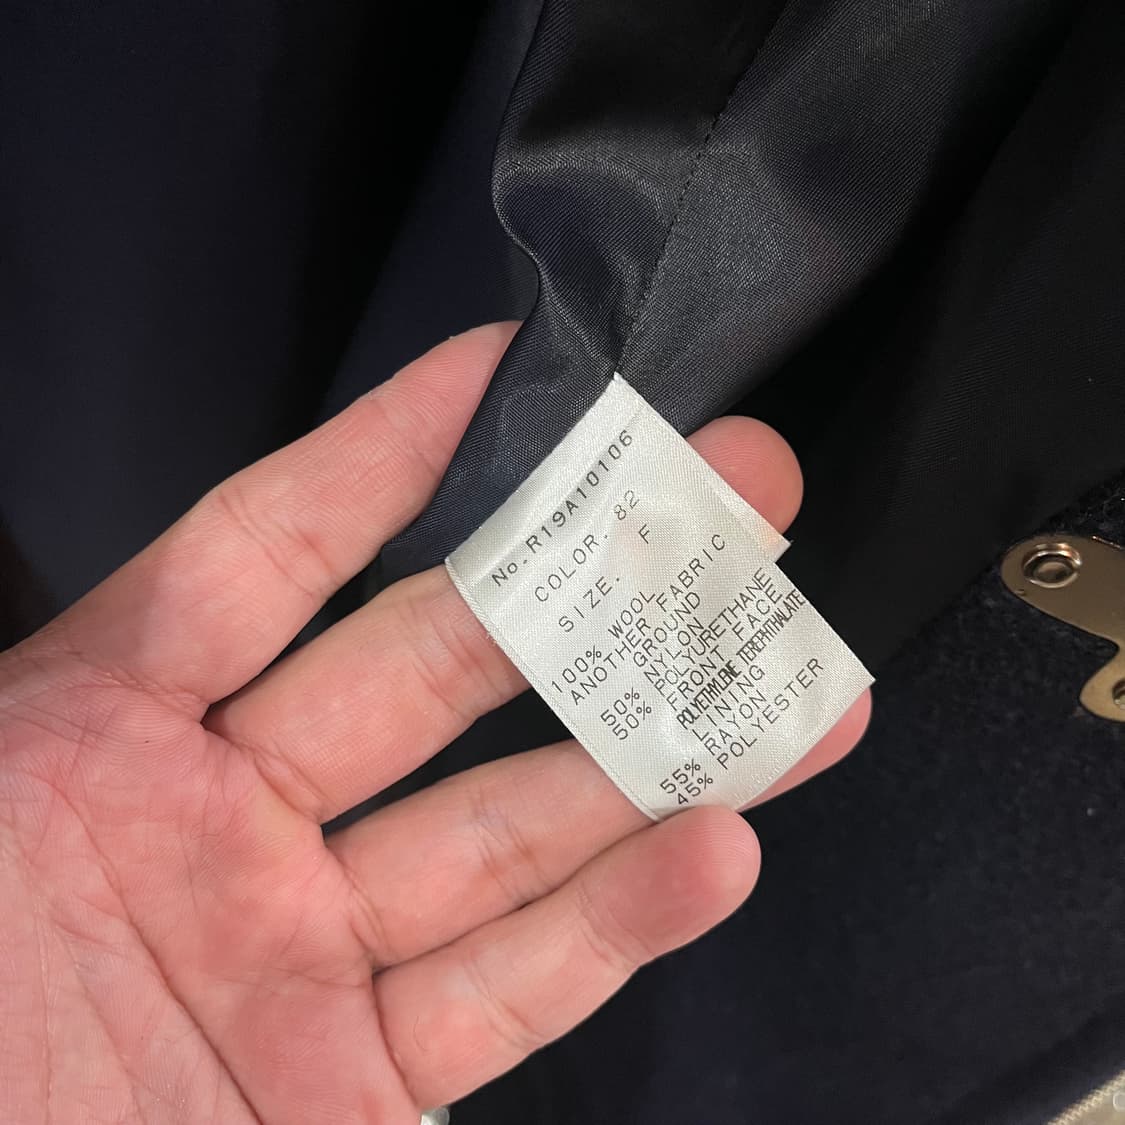 No. R19A10106
COLOR. 82
SIZE. F
100% WOOL
ANOTHER FABRIC
GROUND
50% NYLON
50% POLYURETHANE
FRONT FACE
POLYETHYLENE TEREPHTHALATE
LINING
55% RAYON
45% POLYESTER